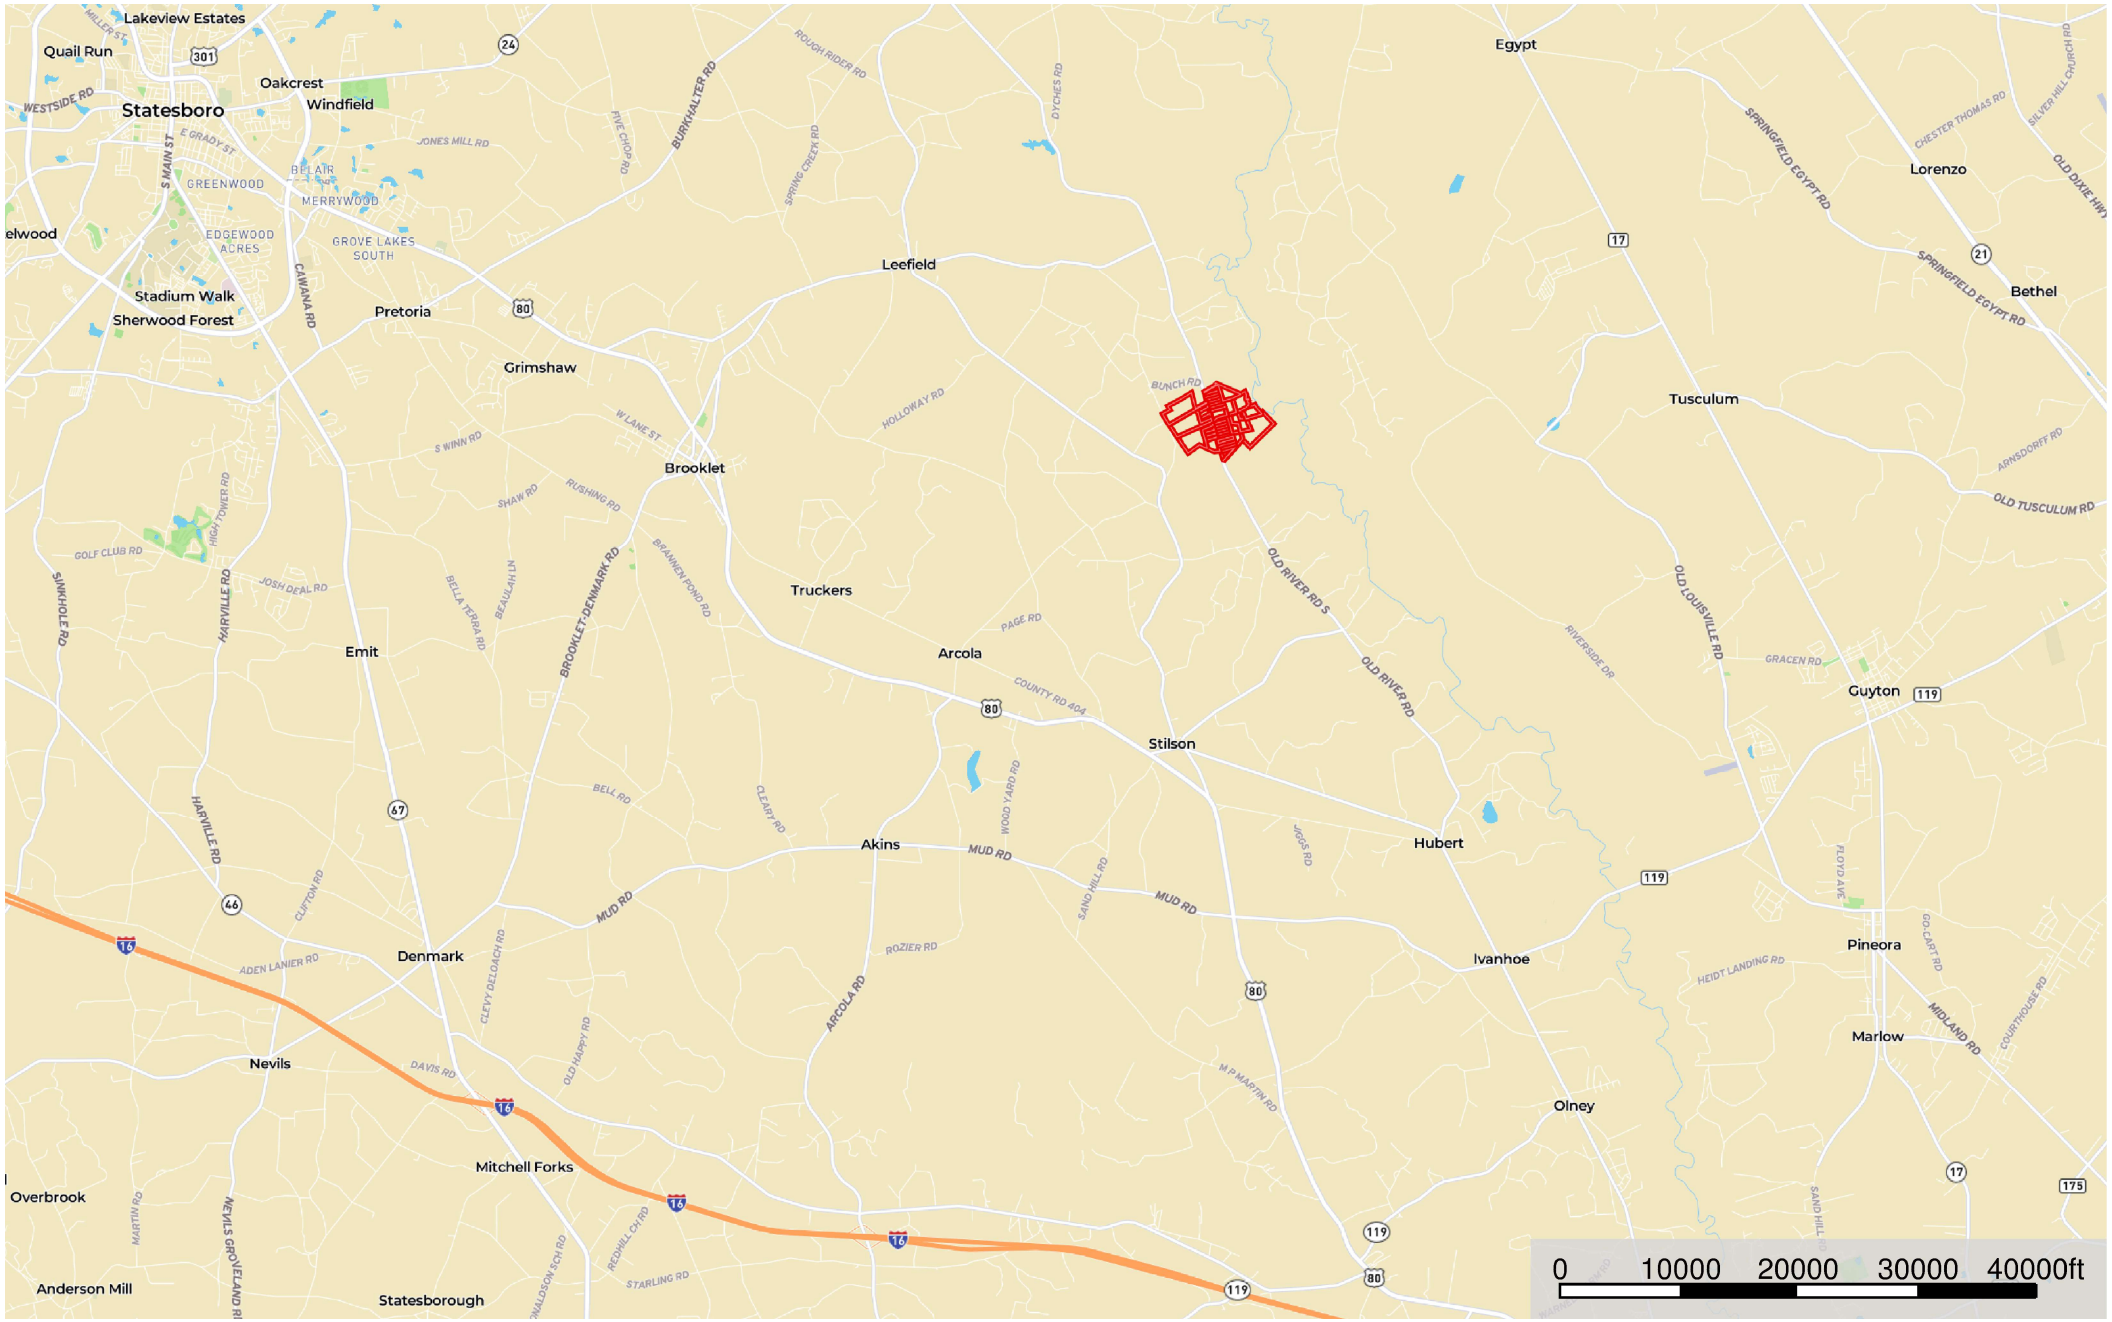 Lakeview Estates
MILLER ST
Quail Run
301
24
Oakcrest
Windfield
WESTSIDE RD
Statesboro
E GRADY ST
S MAIN ST
JONES MILL RD
FIVE CHOP RD
BURKHALTER RD
ROUGH RIDER RD
SPRING CREEK RD
DYCHES RD
Egypt
SPRINGFIELD EGYPT RD
CHESTER THOMAS RD
SILVER HILL CHURCH RD
Lorenzo
OLD DIXIE HWY
BELAIR
GREENWOOD
MERRYWOOD
elwood
EDGEWOOD
ACRES
GROVE LAKES
SOUTH
CAWANA RD
Stadium Walk
Sherwood Forest
Pretoria
80
Leefield
17
21
SPRINGFIELD EGYPT RD
Bethel
Grimshaw
BUNCH RD
HOLLOWAY RD
Tusculum
W LANE ST
S WINN RD
Brooklet
ARNSDORFF RD
OLD TUSCULUM RD
SHAW RD
RUSHING RD
HIGH TOWER RD
GOLF CLUB RD
JOSH DEAL RD
SINKHOLE RD
HARVILLE RD
BELLA TERRA RD
BEAULAH LN
BROOKLET-DENMARK RD
BRANNEN POND RD
Truckers
OLD RIVER RD S
OLD LOUISVILLE RD
PAGE RD
Emit
Arcola
RIVERSIDE DR
GRACEN RD
OLD RIVER RD
COUNTY RD 404
Guyton
119
80
Stilson
HARVILLE RD
67
BELL RD
CLEARY RD
WOOD YARD RD
Akins
MUD RD
JIGGS RD
Hubert
FLOYD AVE
119
46
CLIFTON RD
MUD RD
SAND HILL RD
MUD RD
GO-CART RD
16
ADEN LANIER RD
Denmark
CLEVY DELOACH RD
ROZIER RD
Ivanhoe
HEIDT LANDING RD
Pineora
80
ARCOLA RD
MIDLAND RD
COURTHOUSE RD
Marlow
OLD HAPPY RD
Nevils
DAVIS RD
M P MARTIN RD
16
Olney
Mitchell Forks
17
175
Overbrook
MARTIN RD
NEVILS GROVELAND RD
16
REDHILL CH RD
16
119
SAND HILL RD
STARLING RD
Anderson Mill
Statesborough
119
80
0 10000 20000 30000 40000ft